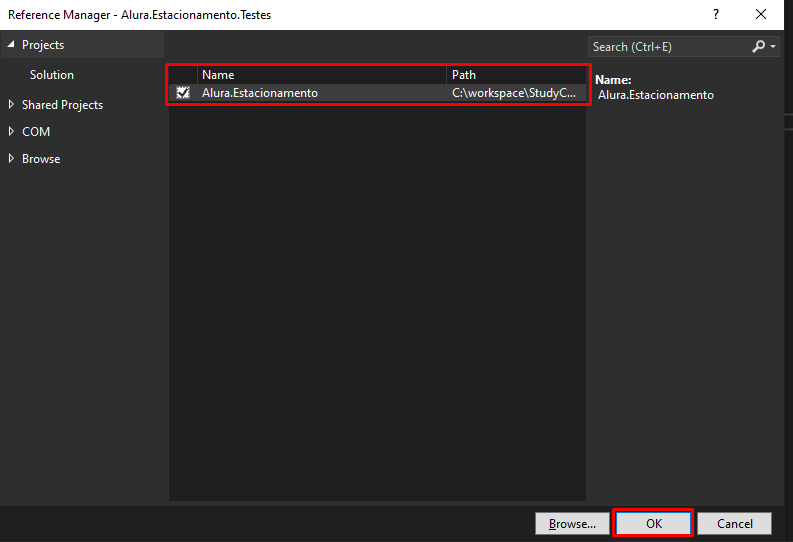 Reference Manager - Alura.Estacionamento.Testes
?
Projects
Solution
Shared Projects
COM
Browse
Name Path
Alura.Estacionamento C:\workspace\StudyC...
Search (Ctrl+E)
Name:
Alura.Estacionamento
Browse... OK Cancel